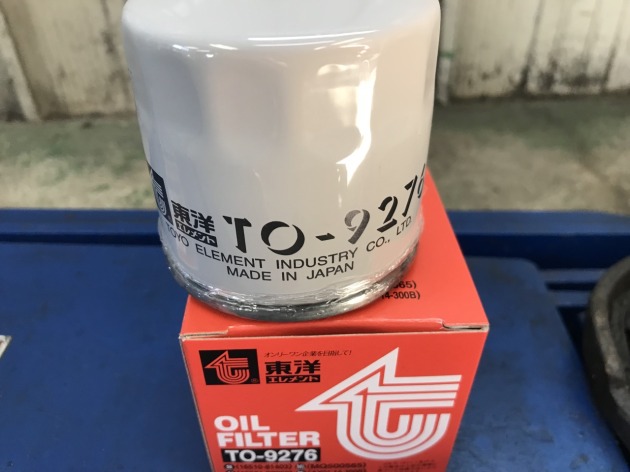 東洋
エレメント
TO-9276
TOYO ELEMENT INDUSTRY CO., LTD
MADE IN JAPAN
オンリーワン企業を目指して!
東洋
エレメント
OIL
FILTER
TO-9276